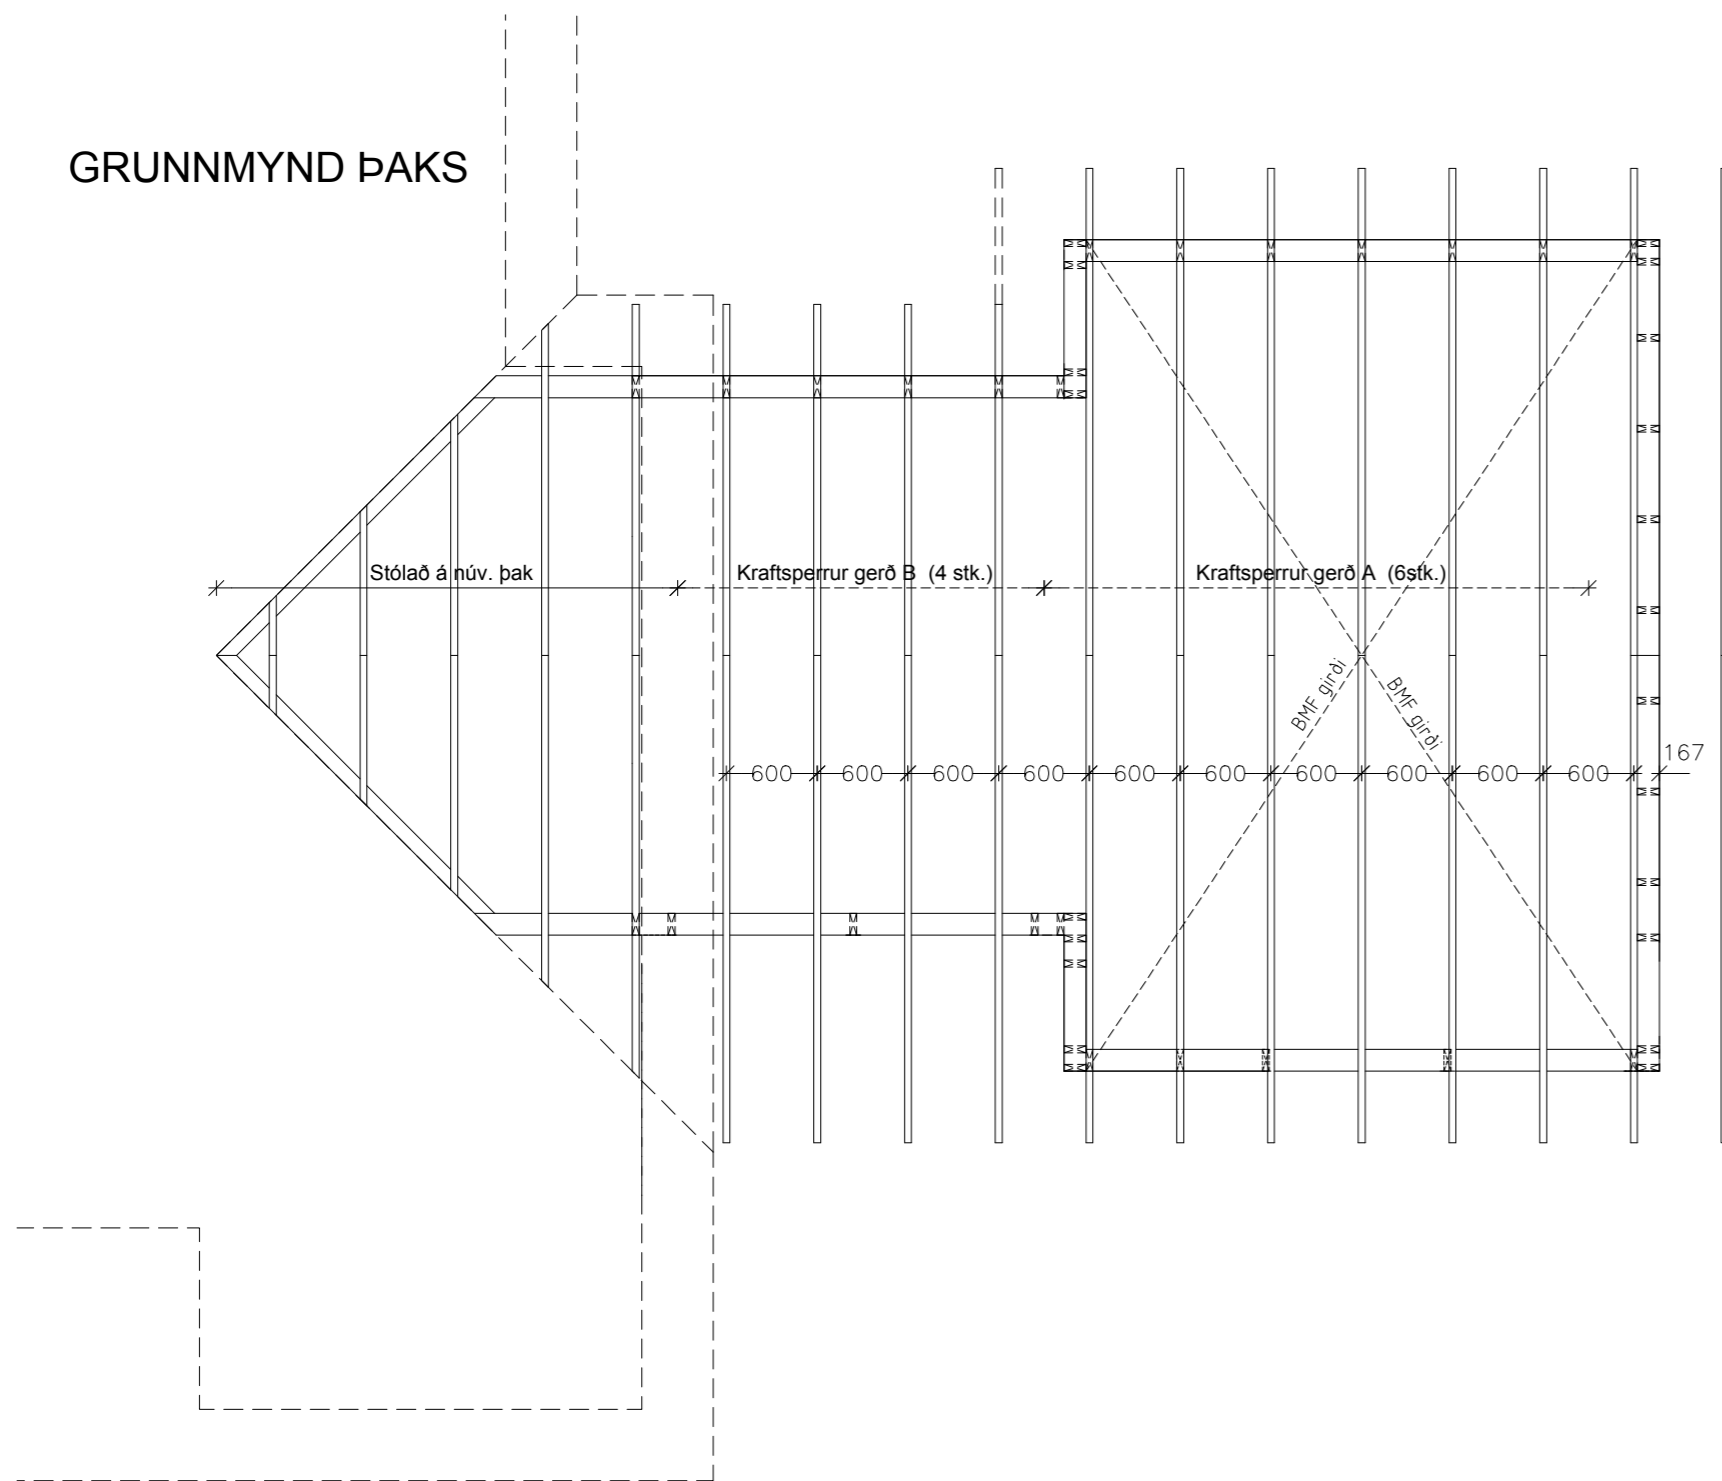 GRUNNMYND ÞAKS
Stólað á núv. þak
Kraftsperrur gerð B (4 stk.)
Kraftsperrur gerð A (6stk.)
BMF girði
BMF girði
167
600 600 600 600 600 600 600 600 600 600